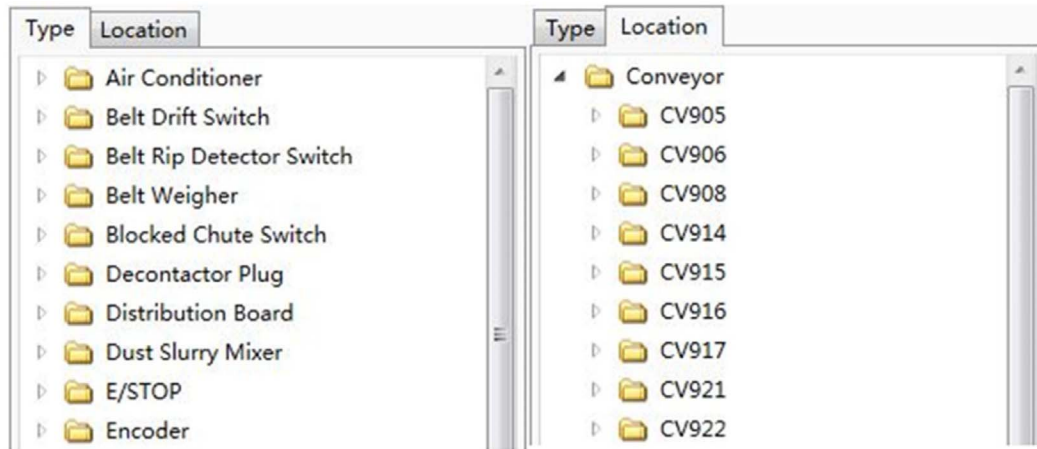 Type Location
Air Conditioner
Belt Drift Switch
Belt Rip Detector Switch
Belt Weigher
Blocked Chute Switch
Decontactor Plug
Distribution Board
Dust Slurry Mixer
E/STOP
Encoder
Type Location
Conveyor
CV905
CV906
CV908
CV914
CV915
CV916
CV917
CV921
CV922